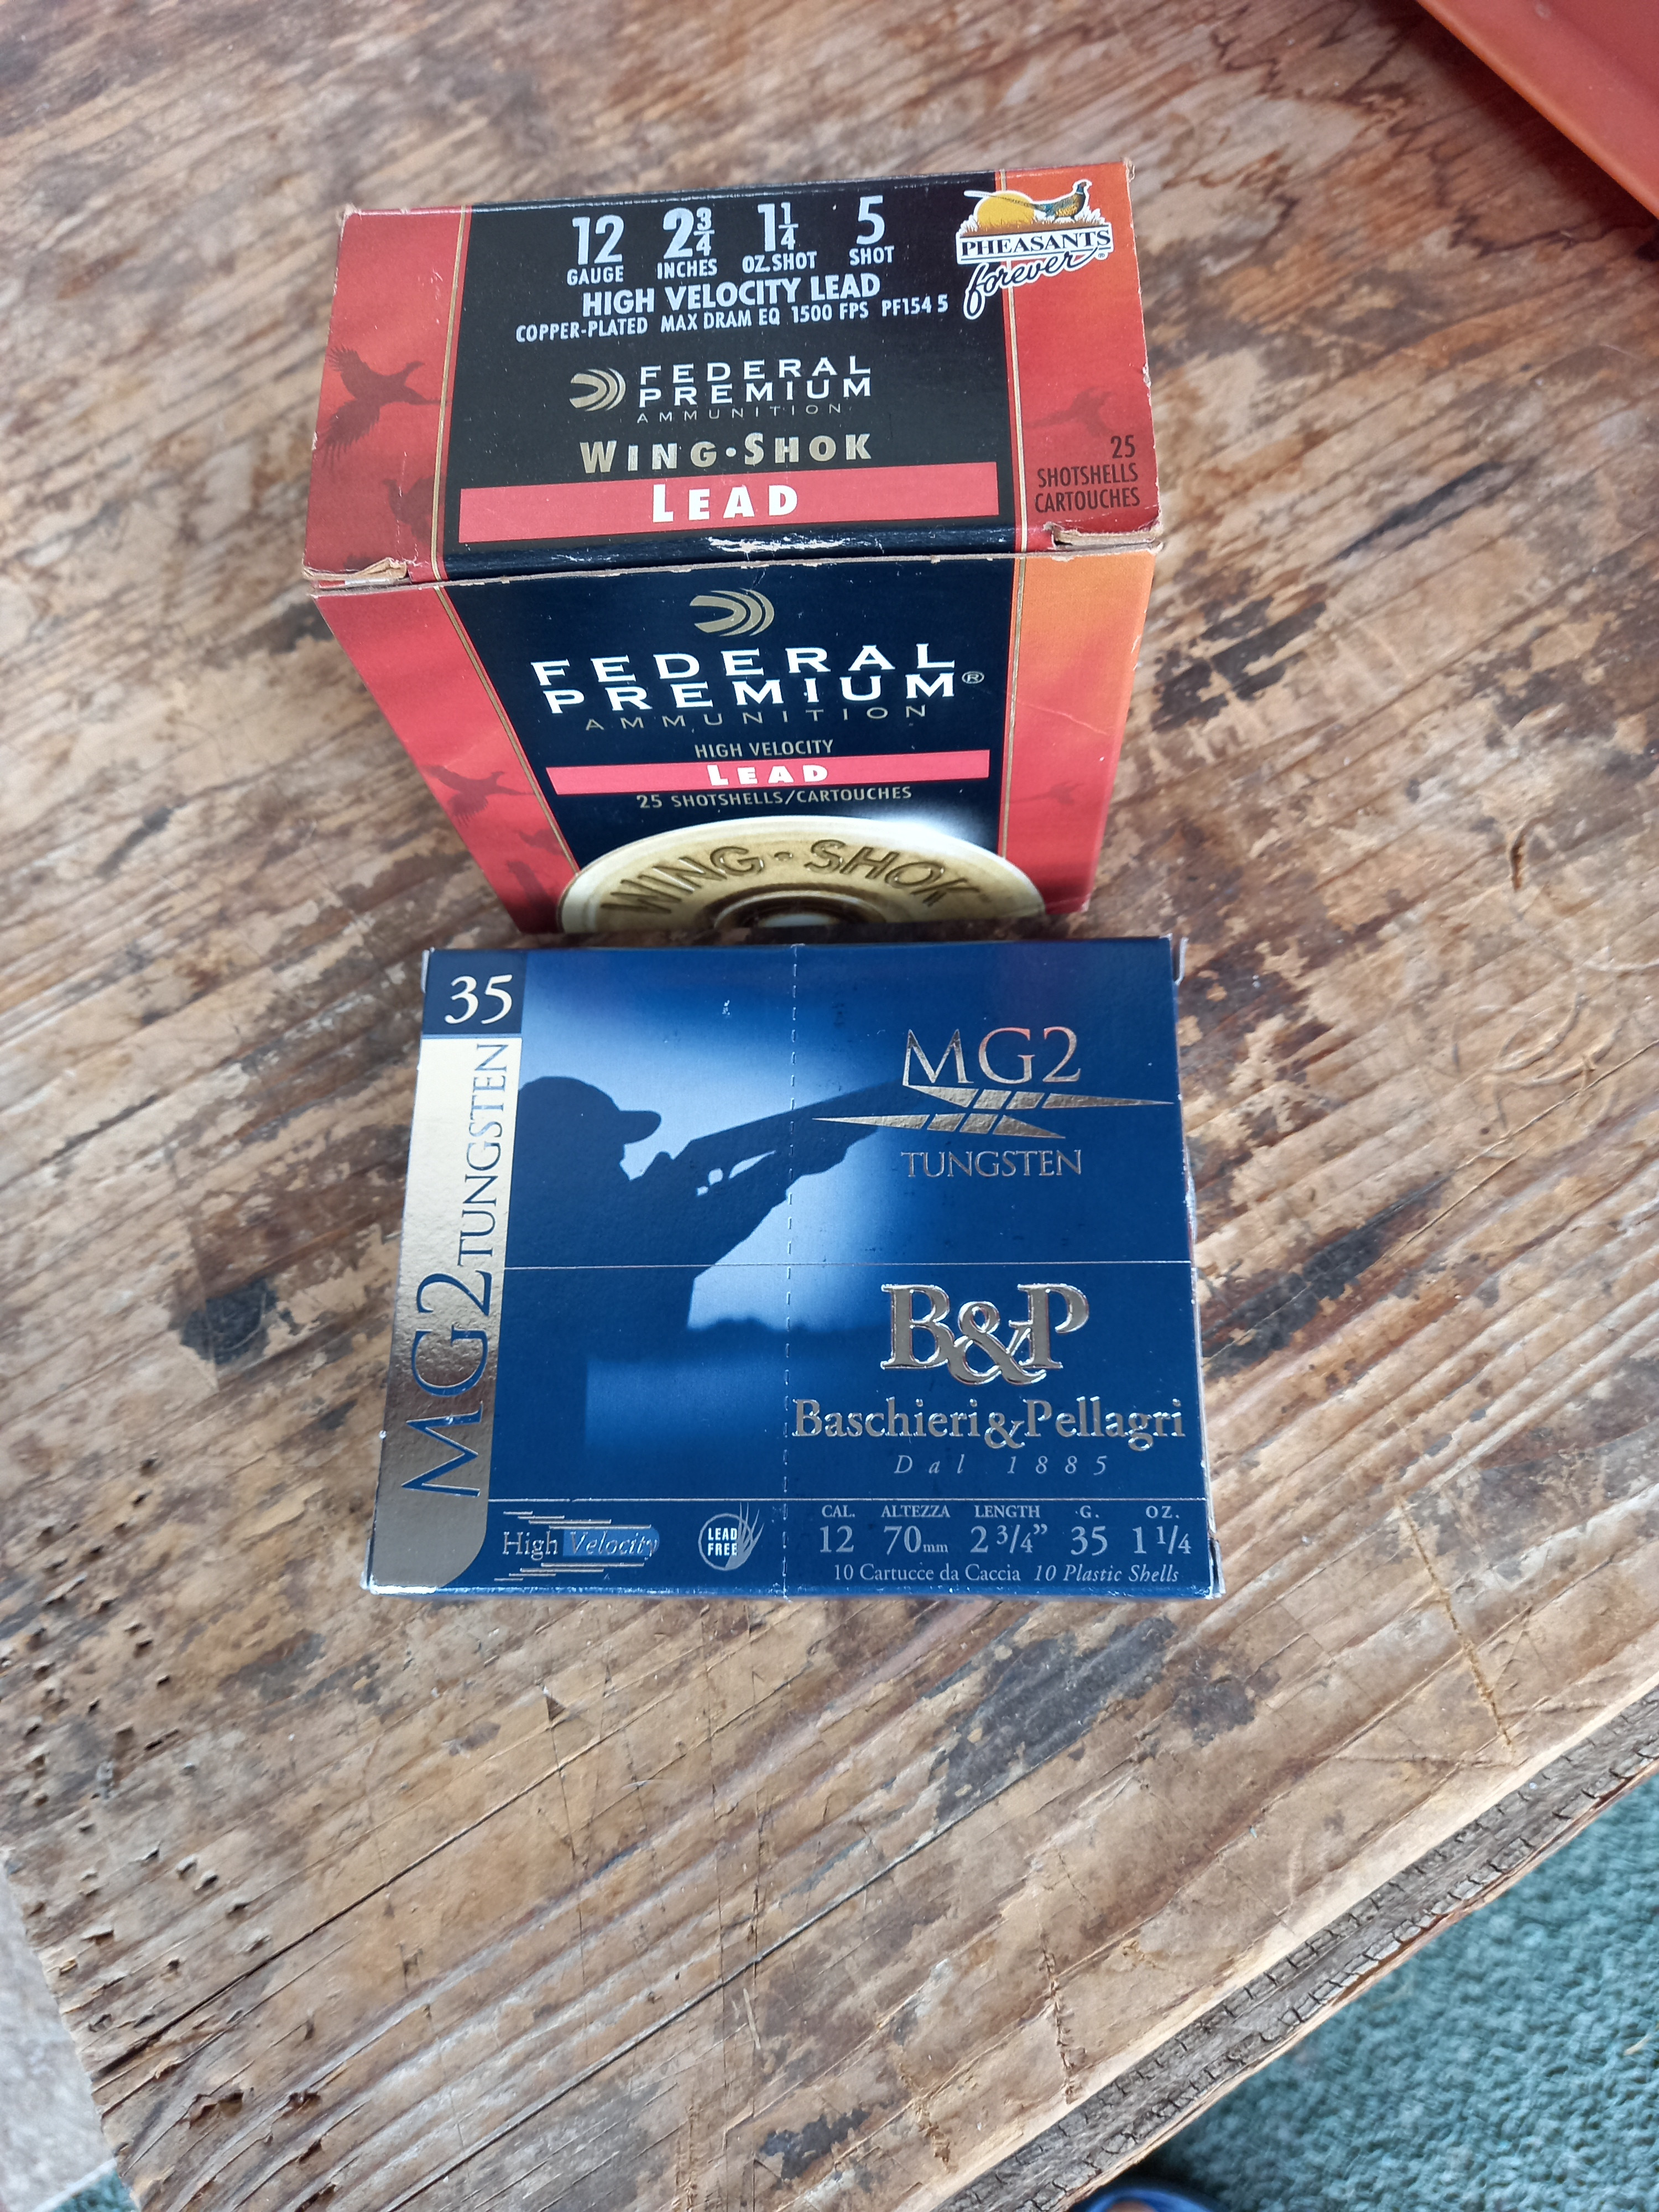 12 2 3/4 1 1/4 5
GAUGE INCHES OZ. SHOT SHOT
HIGH VELOCITY LEAD
COPPER-PLATED MAX DRAM EQ 1500 FPS PF154 5
PHEASANTS
forever®
FEDERAL
PREMIUM
AMMUNITION
WING·SHOK
LEAD
25
SHOTSHELLS
CARTOUCHES
FEDERAL
PREMIUM®
AMMUNITION
HIGH VELOCITY
LEAD
25 SHOTSHELLS/CARTOUCHES
WING·SHOK
35
MG2 TUNGSTEN
MG2
TUNGSTEN
B&P
Baschieri&Pellagri
Dal 1885
High Velocity
LEAD
FREE
CAL. ALTEZZA LENGTH G. OZ.
12 70mm 2 3/4" 35 1 1/4
10 Cartucce da Caccia 10 Plastic Shells